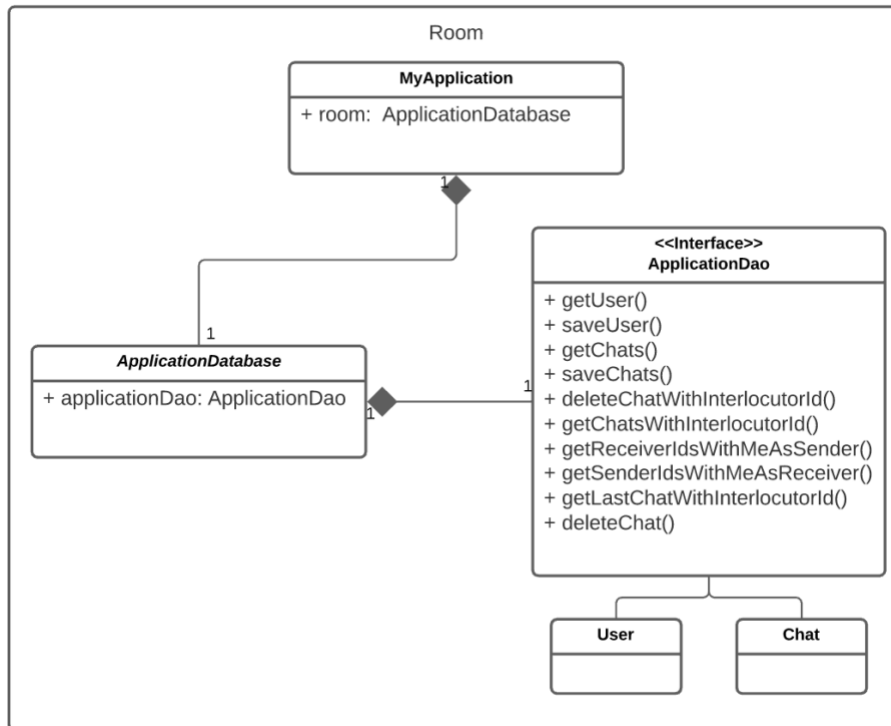 Room
MyApplication
+ room:  ApplicationDatabase
1
1
ApplicationDatabase
+ applicationDao: ApplicationDao
1
1
<<Interface>>
ApplicationDao
+ getUser()
+ saveUser()
+ getChats()
+ saveChats()
+ deleteChatWithInterlocutorId()
+ getChatsWithInterlocutorId()
+ getReceiverIdsWithMeAsSender()
+ getSenderIdsWithMeAsReceiver()
+ getLastChatWithInterlocutorId()
+ deleteChat()
User
Chat